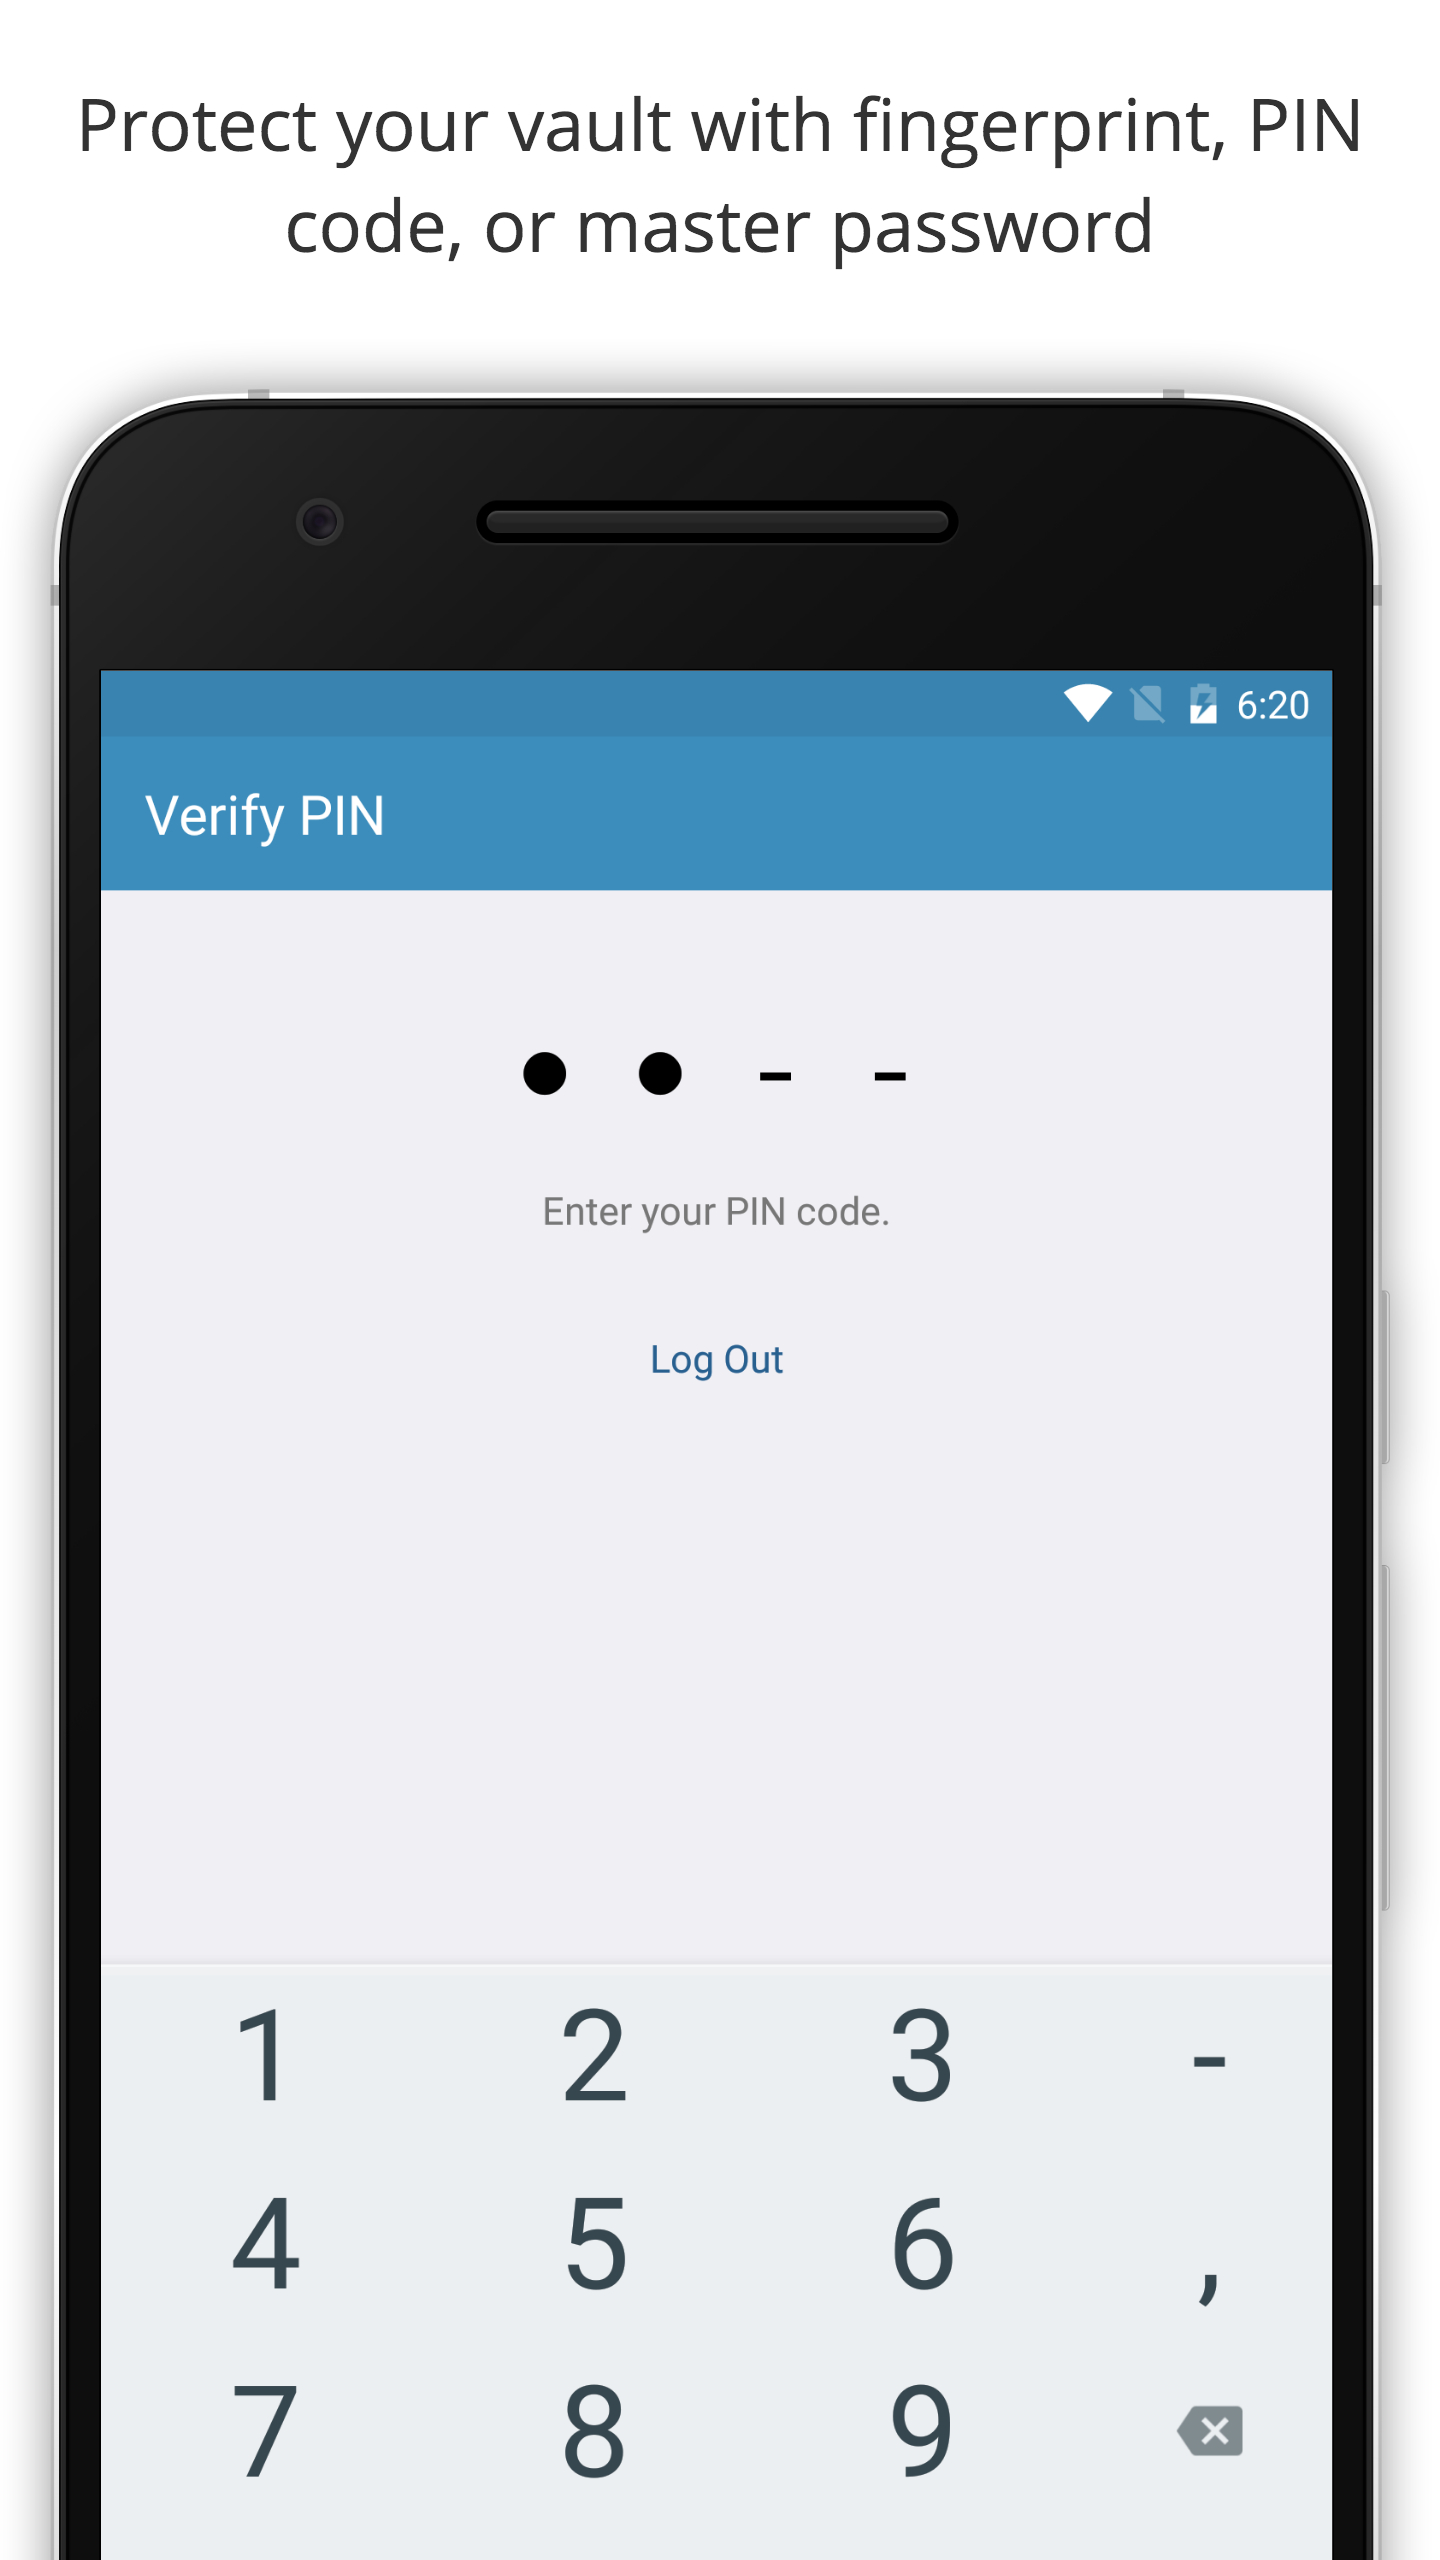 Protect your vault with fingerprint, PIN
code, or master password
6:20
Verify PIN
● ● - -
Enter your PIN code.
Log Out
1 2 3 -
4 5 6 ,
7 8 9